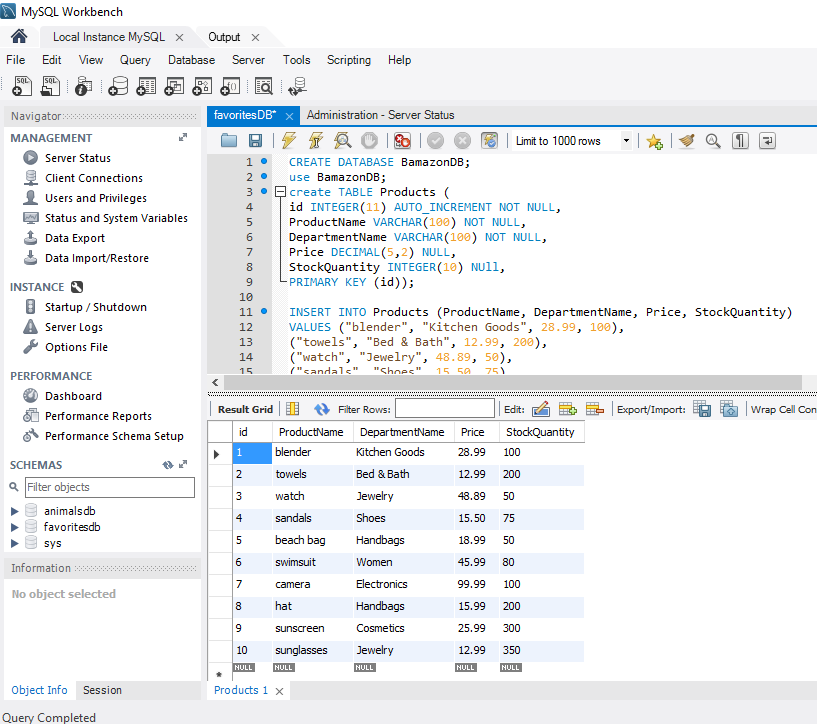 MySQL Workbench
Local Instance MySQL × Output ×
File Edit View Query Database Server Tools Scripting Help
Navigator
MANAGEMENT
Server Status
Client Connections
Users and Privileges
Status and System Variables
Data Export
Data Import/Restore
INSTANCE
Startup / Shutdown
Server Logs
Options File
PERFORMANCE
Dashboard
Performance Reports
Performance Schema Setup
SCHEMAS
Filter objects
animalsdb
favoritesdb
sys
Information
No object selected
Object Info Session
favoritesDB* × Administration - Server Status
Limit to 1000 rows
1 CREATE DATABASE BamazonDB;
2 use BamazonDB;
3 create TABLE Products (
4 id INTEGER(11) AUTO_INCREMENT NOT NULL,
5 ProductName VARCHAR(100) NOT NULL,
6 DepartmentName VARCHAR(100) NOT NULL,
7 Price DECIMAL(5,2) NULL,
8 StockQuantity INTEGER(10) NUll,
9 PRIMARY KEY (id));
10
11 INSERT INTO Products (ProductName, DepartmentName, Price, StockQuantity)
12 VALUES ("blender", "Kitchen Goods", 28.99, 100),
13 ("towels", "Bed & Bath", 12.99, 200),
14 ("watch", "Jewelry", 48.89, 50),
15 ("sandals", "Shoes", 15.50, 75)
Result Grid Filter Rows: Edit: Export/Import: Wrap Cell Con
id ProductName DepartmentName Price StockQuantity
1 blender Kitchen Goods 28.99 100
2 towels Bed & Bath 12.99 200
3 watch Jewelry 48.89 50
4 sandals Shoes 15.50 75
5 beach bag Handbags 18.99 50
6 swimsuit Women 45.99 80
7 camera Electronics 99.99 100
8 hat Handbags 15.99 200
9 sunscreen Cosmetics 25.99 300
10 sunglasses Jewelry 12.99 350
NULL NULL NULL NULL NULL
Products 1 ×
Query Completed